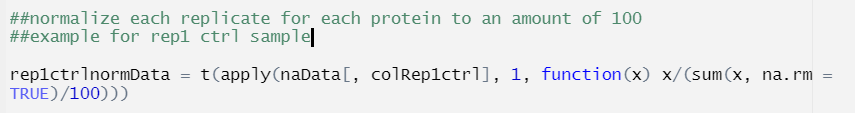 ##normalize each replicate for each protein to an amount of 100
##example for rep1 ctrl sample
rep1ctrlnormData = t(apply(naData[, colRep1ctrl], 1, function(x) x/(sum(x, na.rm =
TRUE)/100)))